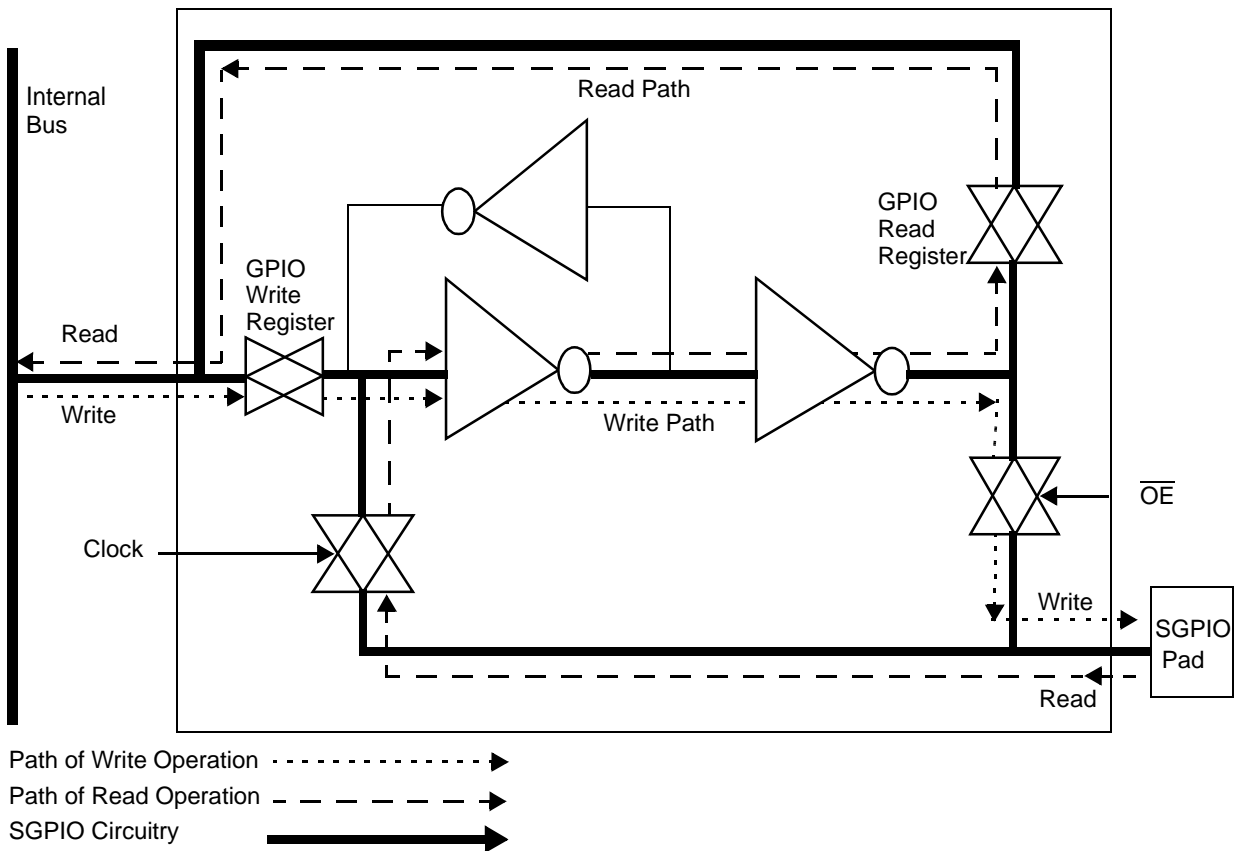 Internal
Bus
Read Path
GPIO
Read
Register
GPIO
Write
Register
Read
Write
Write Path
OE
Clock
Write
SGPIO
Pad
Read
Path of Write Operation
Path of Read Operation
SGPIO Circuitry